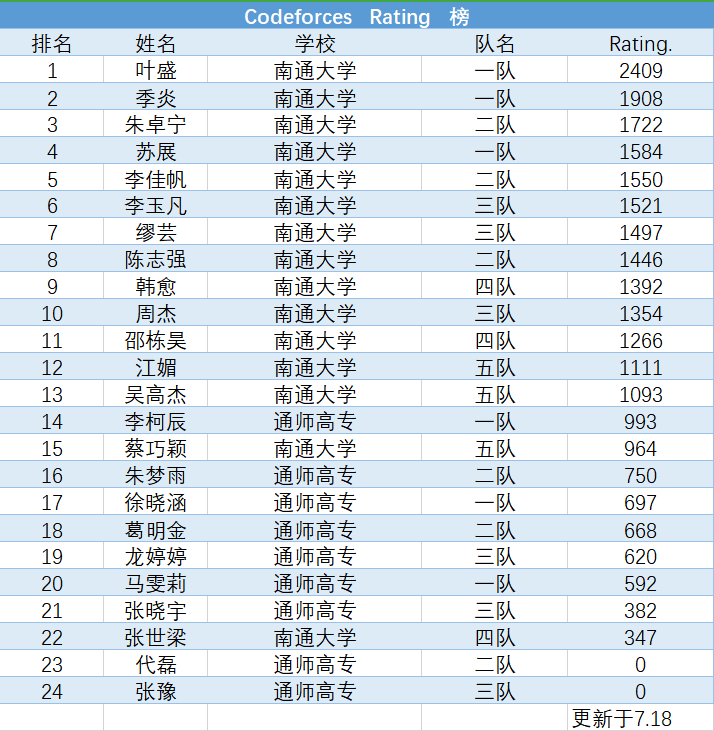 Codeforces Rating 榜
排名 姓名 学校 队名 Rating.
1 叶盛 南通大学 一队 2409
2 季炎 南通大学 一队 1908
3 朱卓宁 南通大学 二队 1722
4 苏展 南通大学 一队 1584
5 李佳帆 南通大学 二队 1550
6 李玉凡 南通大学 三队 1521
7 缪芸 南通大学 三队 1497
8 陈志强 南通大学 二队 1446
9 韩愈 南通大学 四队 1392
10 周杰 南通大学 三队 1354
11 邵栋昊 南通大学 四队 1266
12 江媚 南通大学 五队 1111
13 吴高杰 南通大学 五队 1093
14 李柯辰 通师高专 一队 993
15 蔡巧颖 南通大学 五队 964
16 朱梦雨 通师高专 二队 750
17 徐晓涵 通师高专 一队 697
18 葛明金 通师高专 二队 668
19 龙婷婷 通师高专 三队 620
20 马雯莉 通师高专 一队 592
21 张晓宇 通师高专 三队 382
22 张世梁 南通大学 四队 347
23 代磊 通师高专 二队 0
24 张豫 通师高专 三队 0
更新于7.18